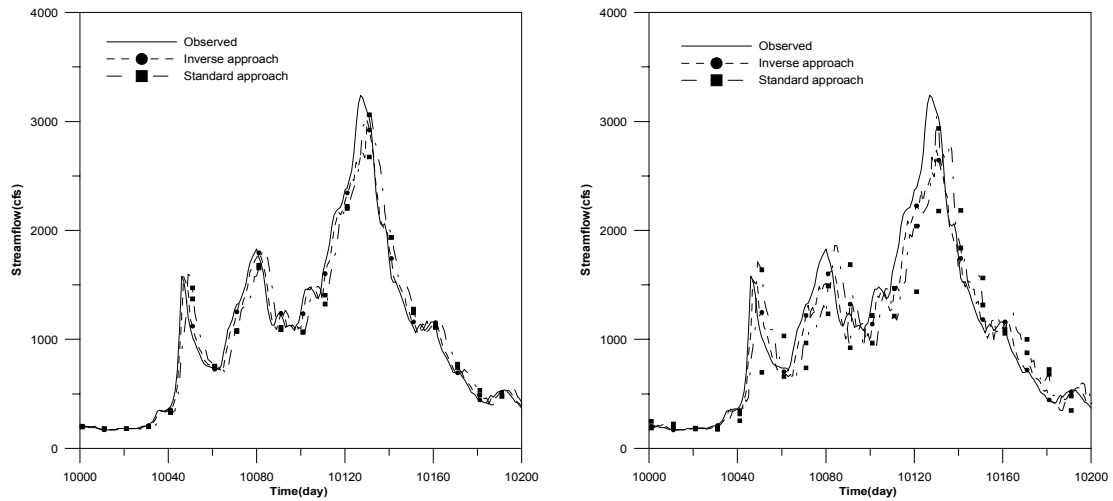 4000
3000
2000
1000
0
Streamflow(cfs)
Observed
Inverse approach
Standard approach
10000
10040
10080
10120
10160
10200
Time(day)
4000
3000
2000
1000
0
Streamflow(cfs)
Observed
Inverse approach
Standard approach
10000
10040
10080
10120
10160
10200
Time(day)